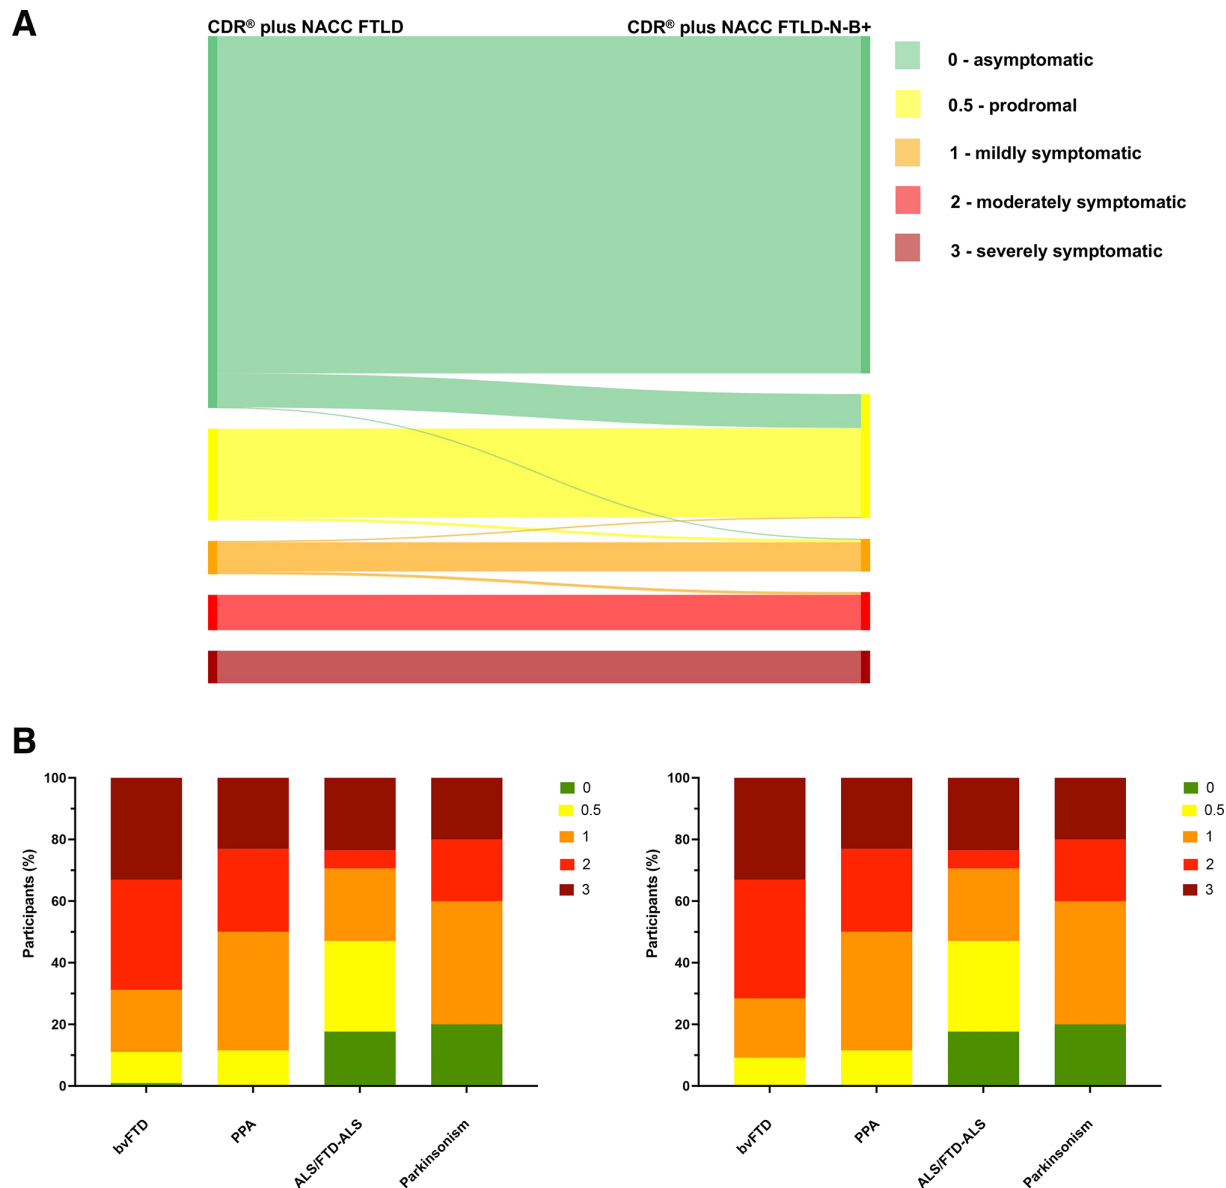 A
CDR® plus NACC FTLD
CDR® plus NACC FTLD-N-B+
0 - asymptomatic
0.5 - prodromal
1 - mildly symptomatic
2 - moderately symptomatic
3 - severely symptomatic
B
Participants (%)
100
80
60
40
20
0
bvFTD
PPA
ALS/FTD-ALS
Parkinsonism
0
0.5
1
2
3
Participants (%)
100
80
60
40
20
0
bvFTD
PPA
ALS/FTD-ALS
Parkinsonism
0
0.5
1
2
3